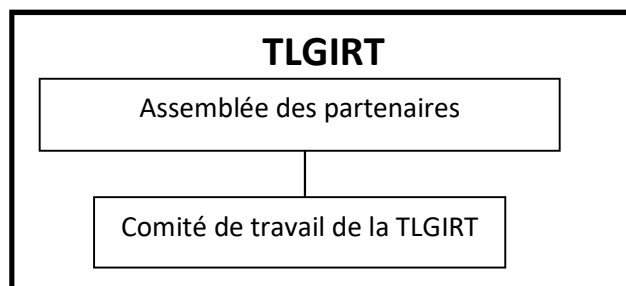 TLGIRT
Assemblée des partenaires
Comité de travail de la TLGIRT